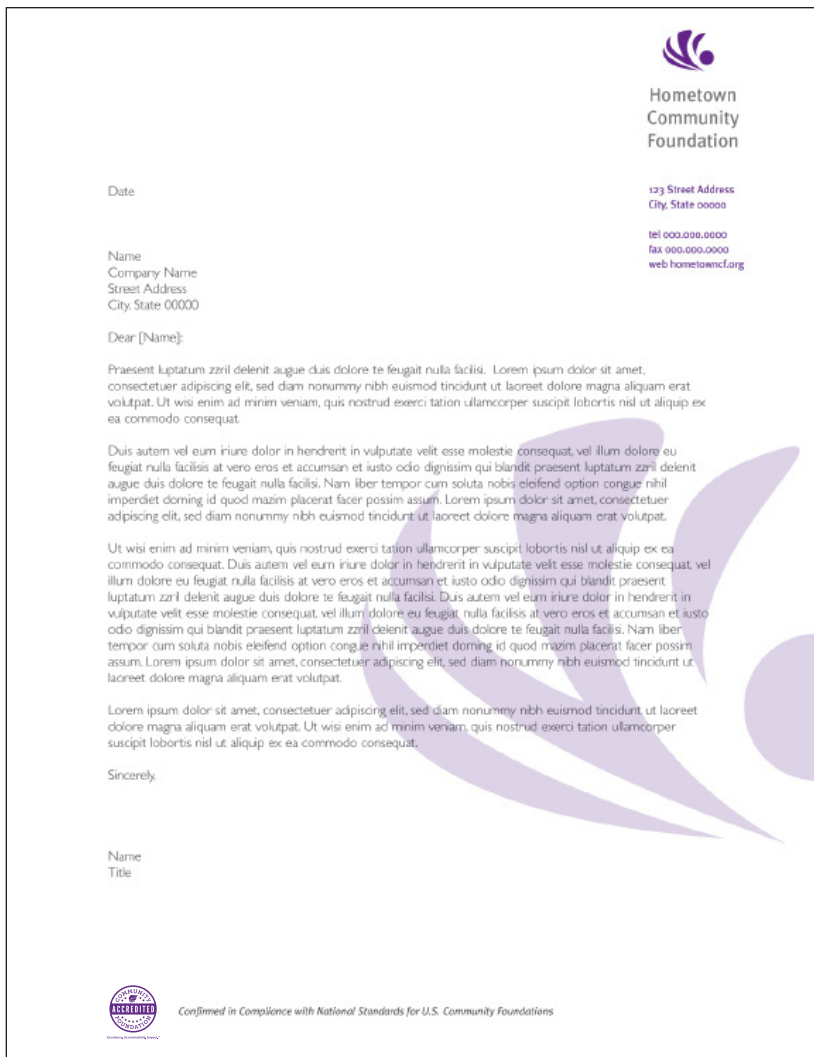 Hometown
Community
Foundation
123 Street Address
City, State 00000
tel 000.000.0000
fax 000.000.0000
web hometowncf.org
Date
Name
Company Name
Street Address
City. State 00000
Dear [Name]:
Praesent luptatum zzril delenit augue duis dolore te feugait nulla facilisi.  Lorem ipsum dolor sit amet,
consectetuer adipiscing elit, sed diam nonummy nibh euismod tincidunt ut laoreet dolore magna aliquam erat
volutpat. Ut wisi enim ad minim veniam, quis nostrud exerci tation ullamcorper suscipit lobortis nisl ut aliquip ex
ea commodo consequat.
Duis autem vel eum iriure dolor in hendrerit in vulputate velit esse molestie consequat, vel illum dolore eu
feugiat nulla facilisis at vero eros et accumsan et iusto odio dignissim qui blandit praesent luptatum zzril delenit
augue duis dolore te feugait nulla facilisi. Nam liber tempor cum soluta nobis eleifend option congue nihil
imperdiet doming id quod mazim placerat facer possim assum. Lorem ipsum dolor sit amet, consectetuer
adipiscing elit, sed diam nonummy nibh euismod tincidunt ut laoreet dolore magna aliquam erat volutpat.
Ut wisi enim ad minim veniam, quis nostrud exerci tation ullamcorper suscipit lobortis nisl ut aliquip ex ea
commodo consequat. Duis autem vel eum iriure dolor in hendrerit in vulputate velit esse molestie consequat, vel
illum dolore eu feugiat nulla facilisis at vero eros et accumsan et iusto odio dignissim qui blandit praesent
luptatum zzril delenit augue duis dolore te feugait nulla facilisi. Duis autem vel eum iriure dolor in hendrerit in
vulputate velit esse molestie consequat, vel illum dolore eu feugiat nulla facilisis at vero eros et accumsan et iusto
odio dignissim qui blandit praesent luptatum zzril delenit augue duis dolore te feugait nulla facilisi. Nam liber
tempor cum soluta nobis eleifend option congue nihil imperdiet doming id quod mazim placerat facer possim
assum. Lorem ipsum dolor sit amet, consectetuer adipiscing elit, sed diam nonummy nibh euismod tincidunt ut
laoreet dolore magna aliquam erat volutpat.
Lorem ipsum dolor sit amet, consectetuer adipiscing elit, sed diam nonummy nibh euismod tincidunt ut laoreet
dolore magna aliquam erat volutpat. Ut wisi enim ad minim veniam, quis nostrud exerci tation ullamcorper
suscipit lobortis nisl ut aliquip ex ea commodo consequat.
Sincerely,
Name
Title
COMMUNITY
ACCREDITED
FOUNDATION
Confirmed in Compliance with National Standards for U.S. Community Foundations